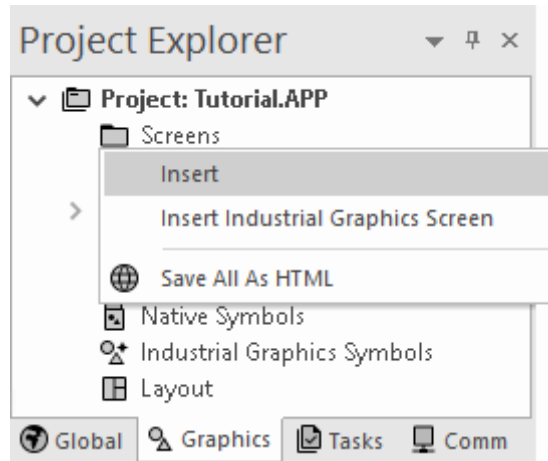 Project Explorer
Project: Tutorial.APP
Screens
Insert
Insert Industrial Graphics Screen
Save All As HTML
Native Symbols
Industrial Graphics Symbols
Layout
Global Graphics Tasks Comm